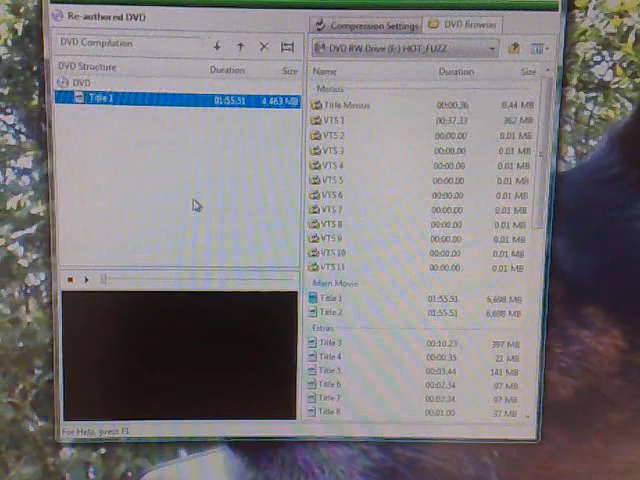 Re-authored DVD
DVD Compilation
DVD Structure Duration Size
DVD
Title 1 01:55.51 4,463 MB
For Help, press F1
Compression Settings DVD Browser
DVD RW Drive (E:) HOT_FUZZ
Name Duration Size
Menus
Title Menus 00:00.36 0.44 MB
VTS 1 00:37.33 362 MB
VTS 2 00:00.00 0.01 MB
VTS 3 00:00.00 0.01 MB
VTS 4 00:00.00 0.01 MB
VTS 5 00:00.00 0.01 MB
VTS 6 00:00.00 0.01 MB
VTS 7 00:00.00 0.01 MB
VTS 8 00:00.00 0.01 MB
VTS 9 00:00.00 0.01 MB
VTS 10 00:00.00 0.01 MB
VTS 11 00:00.00 0.01 MB
Main Movie
Title 1 01:55.51 6,698 MB
Title 2 01:55.51 6,698 MB
Extras
Title 3 00:10.23 397 MB
Title 4 00:00.35 21 MB
Title 5 00:03.44 141 MB
Title 6 00:02.34 97 MB
Title 7 00:02.34 97 MB
Title 8 00:01.00 37 MB